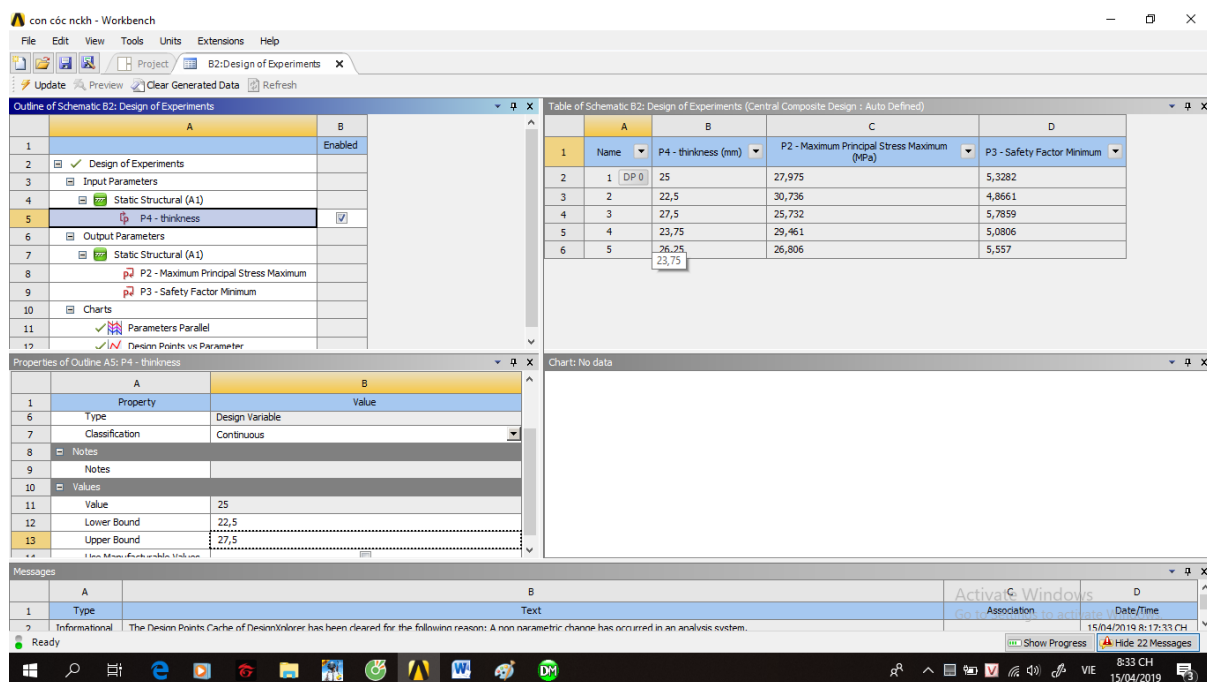 con cóc nckh - Workbench
File Edit View Tools Units Extensions Help
Project B2:Design of Experiments X
Update Preview Clear Generated Data Refresh
Outline of Schematic B2: Design of Experiments
A B
1 Enabled
2 Design of Experiments
3 Input Parameters
4 Static Structural (A1)
5 P4 - thinkness
6 Output Parameters
7 Static Structural (A1)
8 P2 - Maximum Principal Stress Maximum
9 P3 - Safety Factor Minimum
10 Charts
11 Parameters Parallel
12 Design Points vs Parameter
Table of Schematic B2: Design of Experiments (Central Composite Design : Auto Defined)
A B C D
1 Name P4 - thinkness (mm) P2 - Maximum Principal Stress Maximum (MPa) P3 - Safety Factor Minimum
2 1 DP 0 25 27,975 5,3282
3 2 22,5 30,736 4,8661
4 3 27,5 25,732 5,7859
5 4 23,75 29,461 5,0806
6 5 26,25 26,806 5,557
23,75
Properties of Outline A5: P4 - thinkness
A B
1 Property Value
6 Type Design Variable
7 Classification Continuous
8 Notes
9 Notes
10 Values
11 Value 25
12 Lower Bound 22,5
13 Upper Bound 27,5
14 Use Manufacturable Values
Chart: No data
Messages
A B C D
1 Type Text Association Date/Time
2 Informational The Design Points Cache of DesignXplorer has been cleared for the following reason: A non parametric change has occurred in an analysis system. 15/04/2019 8:17:33 CH
Activate Windows
Go to Settings to activate Windows.
Ready Show Progress Hide 22 Messages
W DM V VIE 8:33 CH
15/04/2019
3